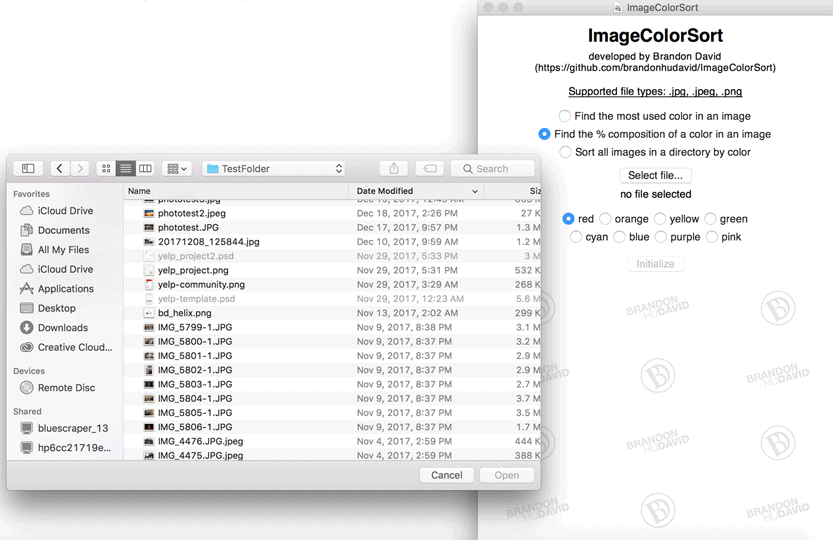 ImageColorSort
ImageColorSort
developed by Brandon David
(https://github.com/brandonhudavid/ImageColorSort)
Supported file types: .jpg, .jpeg, .png
Find the most used color in an image
Find the % composition of a color in an image
Sort all images in a directory by color
Select file...
no file selected
red orange yellow green
cyan blue purple pink
Initialize
BRANDON
HUDAVID
B
BRANDON
HUDAVID
B
BRANDON
HUDAVID
B
BRANDON
HUDAVID
B
BRANDON
HUDAVID
TestFolder
Search
Favorites
iCloud Drive
Documents
All My Files
iCloud Drive
Applications
Desktop
Downloads
Creative Cloud...
Devices
Remote Disc
Shared
bluescraper_13
hp6cc21719e...
Name Date Modified Siz
phototest2.jpeg Dec 18, 2017, 2:26 PM 27 K
phototest.JPG Dec 17, 2017, 9:57 PM 1.3 M
20171208_125844.jpg Dec 10, 2017, 9:59 AM 1.2 M
yelp_project2.psd Nov 29, 2017, 5:33 PM
yelp_project.png Nov 29, 2017, 5:31 PM 532 K
yelp-community.png Nov 29, 2017, 3:29 AM 268 K
yelp-template.psd Nov 29, 2017, 12:23 AM 5.6 M
bd_helix.png Nov 13, 2017, 2:02 AM 299 K
IMG_5799-1.JPG Nov 9, 2017, 8:38 PM 3.1 M
IMG_5800-1.JPG Nov 9, 2017, 8:37 PM 3.2 M
IMG_5801-1.JPG Nov 9, 2017, 8:37 PM 2.9 M
IMG_5802-1.JPG Nov 9, 2017, 8:37 PM 2.9 M
IMG_5803-1.JPG Nov 9, 2017, 8:37 PM 2.7 M
IMG_5804-1.JPG Nov 9, 2017, 8:37 PM 3.7 M
IMG_5805-1.JPG Nov 9, 2017, 8:37 PM 3.5 M
IMG_5806-1.JPG Nov 9, 2017, 8:37 PM 1.7 M
IMG_4476.JPG.jpeg Nov 4, 2017, 2:59 PM 444 K
IMG_4475.JPG.jpeg Nov 4, 2017, 2:59 PM 388 K
Cancel Open